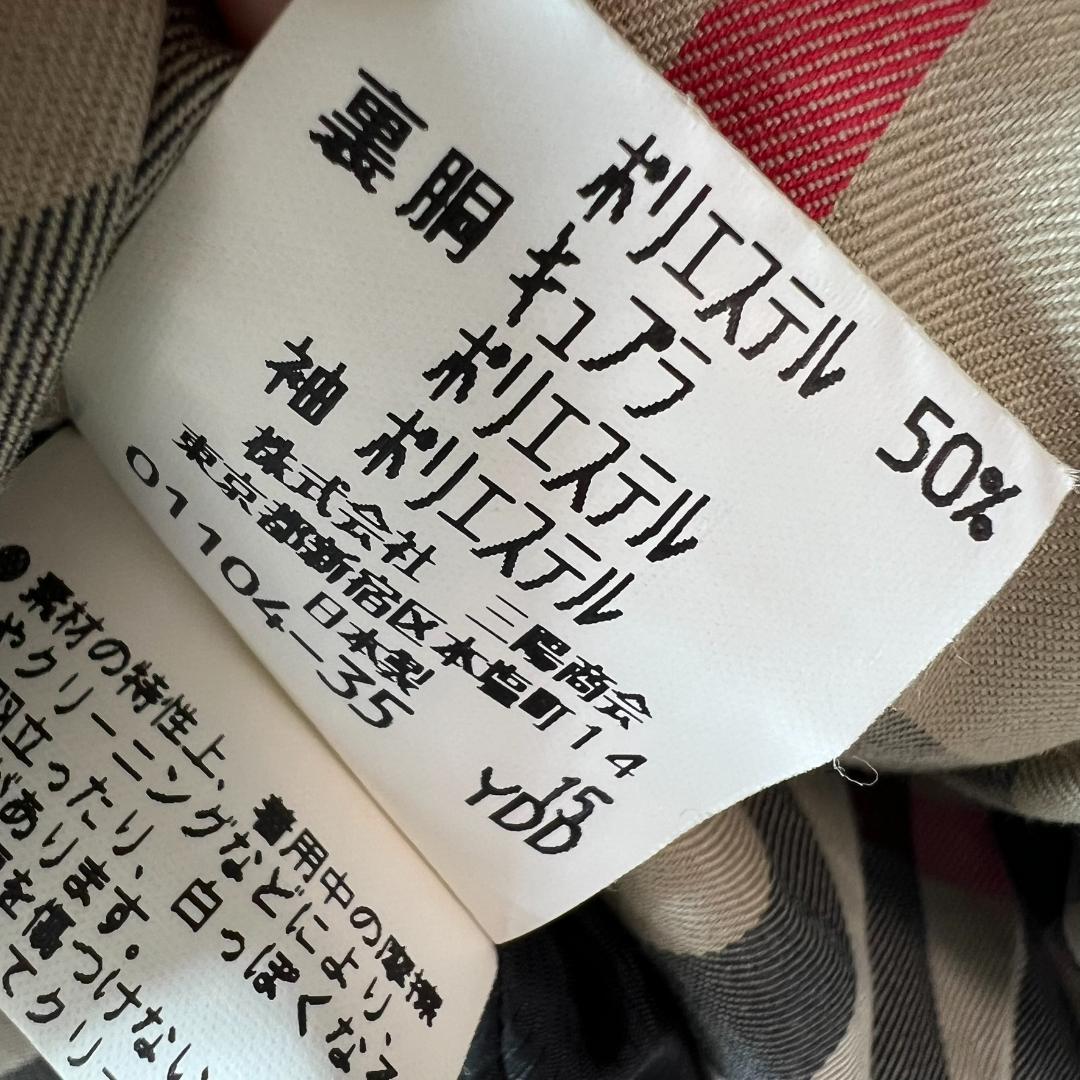 ポリエステル 50%
裏 胴 キュプラ
ポリエステル
袖 ポリエステル
株式会社 三陽商会
東京都新宿区本塩町14
日本製 15
01104-35 YDD
素材の特性上、着用中の摩擦
やクリーニングなどにより、
羽立ったり、白っぽくな
があります。
を傷つけない
てクリー